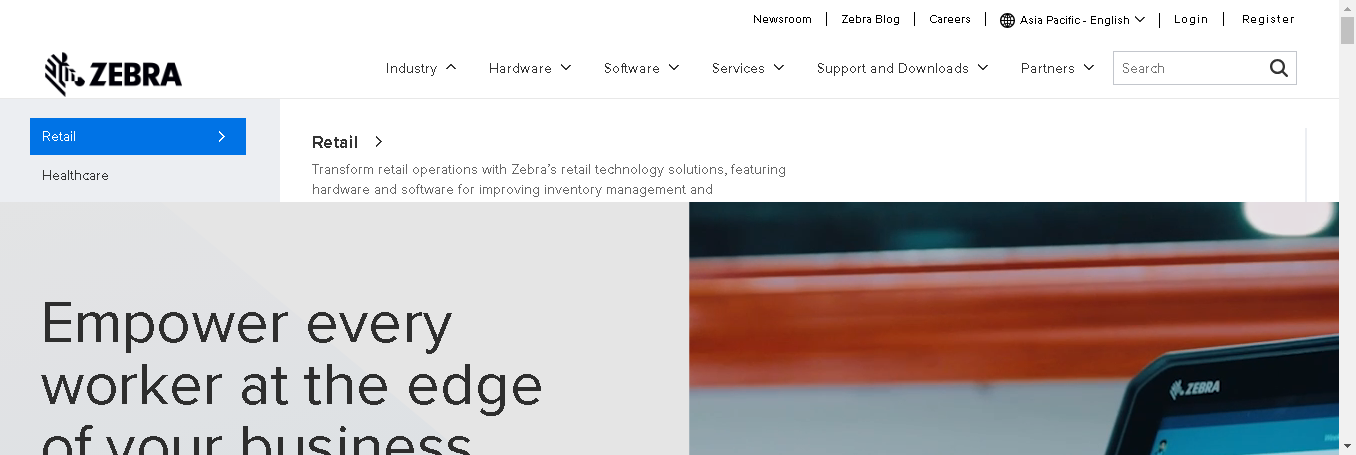 Newsroom
Zebra Blog
Careers
Asia Pacific - English
Login
Register
ZEBRA
Industry
Hardware
Software
Services
Support and Downloads
Partners
Search
Retail
Healthcare
Retail
Transform retail operations with Zebra’s retail technology solutions, featuring
hardware and software for improving inventory management and
Empower every
worker at the edge
of your business
ZEBRA